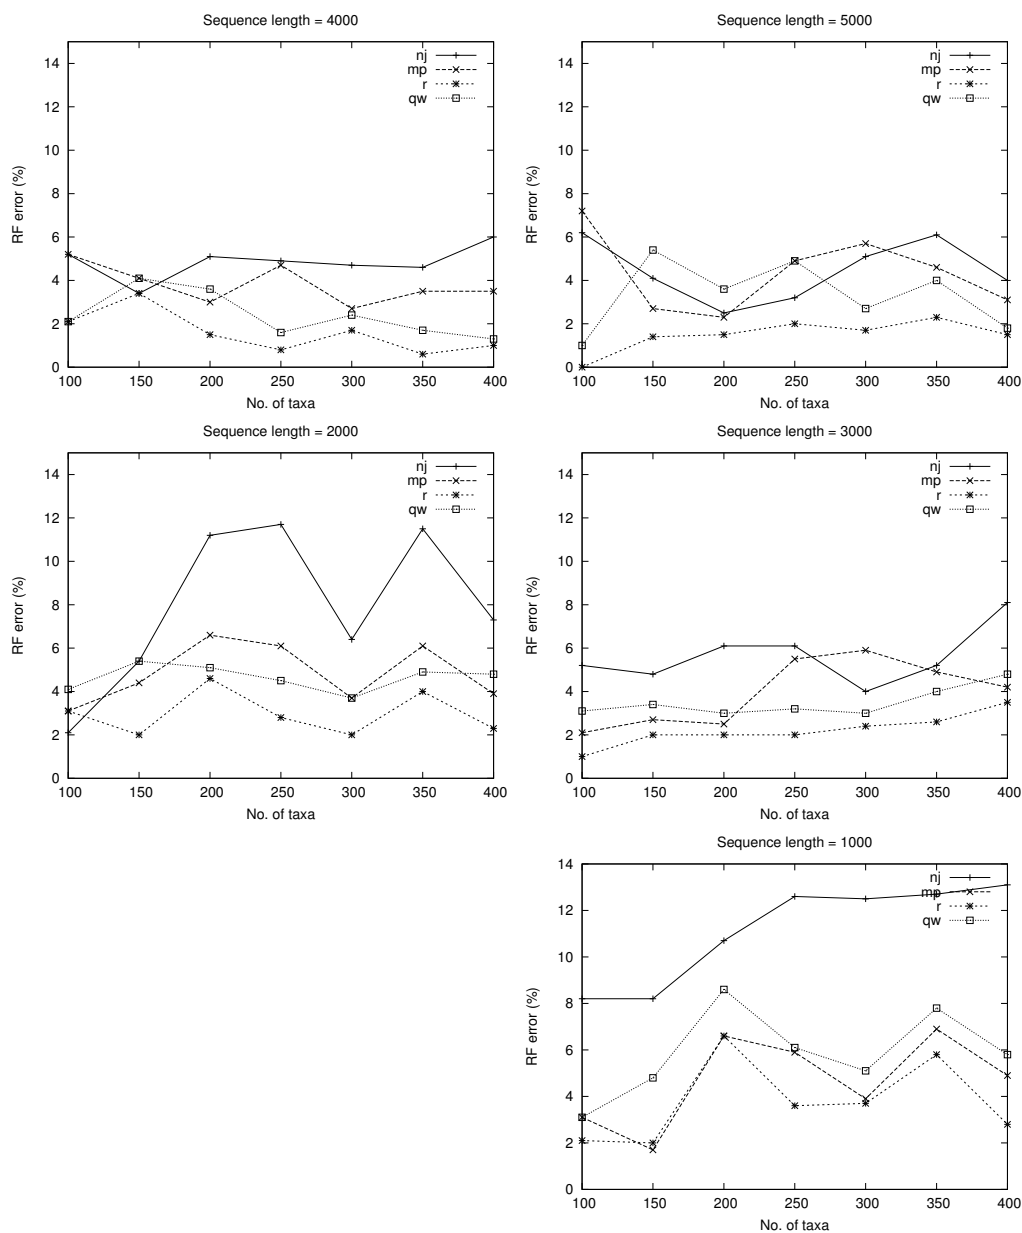 Sequence length = 4000
RF error (%)
14
12
10
8
6
4
2
0
nj
mp
r
qw
100 150 200 250 300 350 400
No. of taxa
Sequence length = 5000
RF error (%)
14
12
10
8
6
4
2
0
nj
mp
r
qw
100 150 200 250 300 350 400
No. of taxa
Sequence length = 2000
RF error (%)
14
12
10
8
6
4
2
0
nj
mp
r
qw
100 150 200 250 300 350 400
No. of taxa
Sequence length = 3000
RF error (%)
14
12
10
8
6
4
2
0
nj
mp
r
qw
100 150 200 250 300 350 400
No. of taxa
Sequence length = 1000
RF error (%)
14
12
10
8
6
4
2
0
nj
mp
r
qw
100 150 200 250 300 350 400
No. of taxa